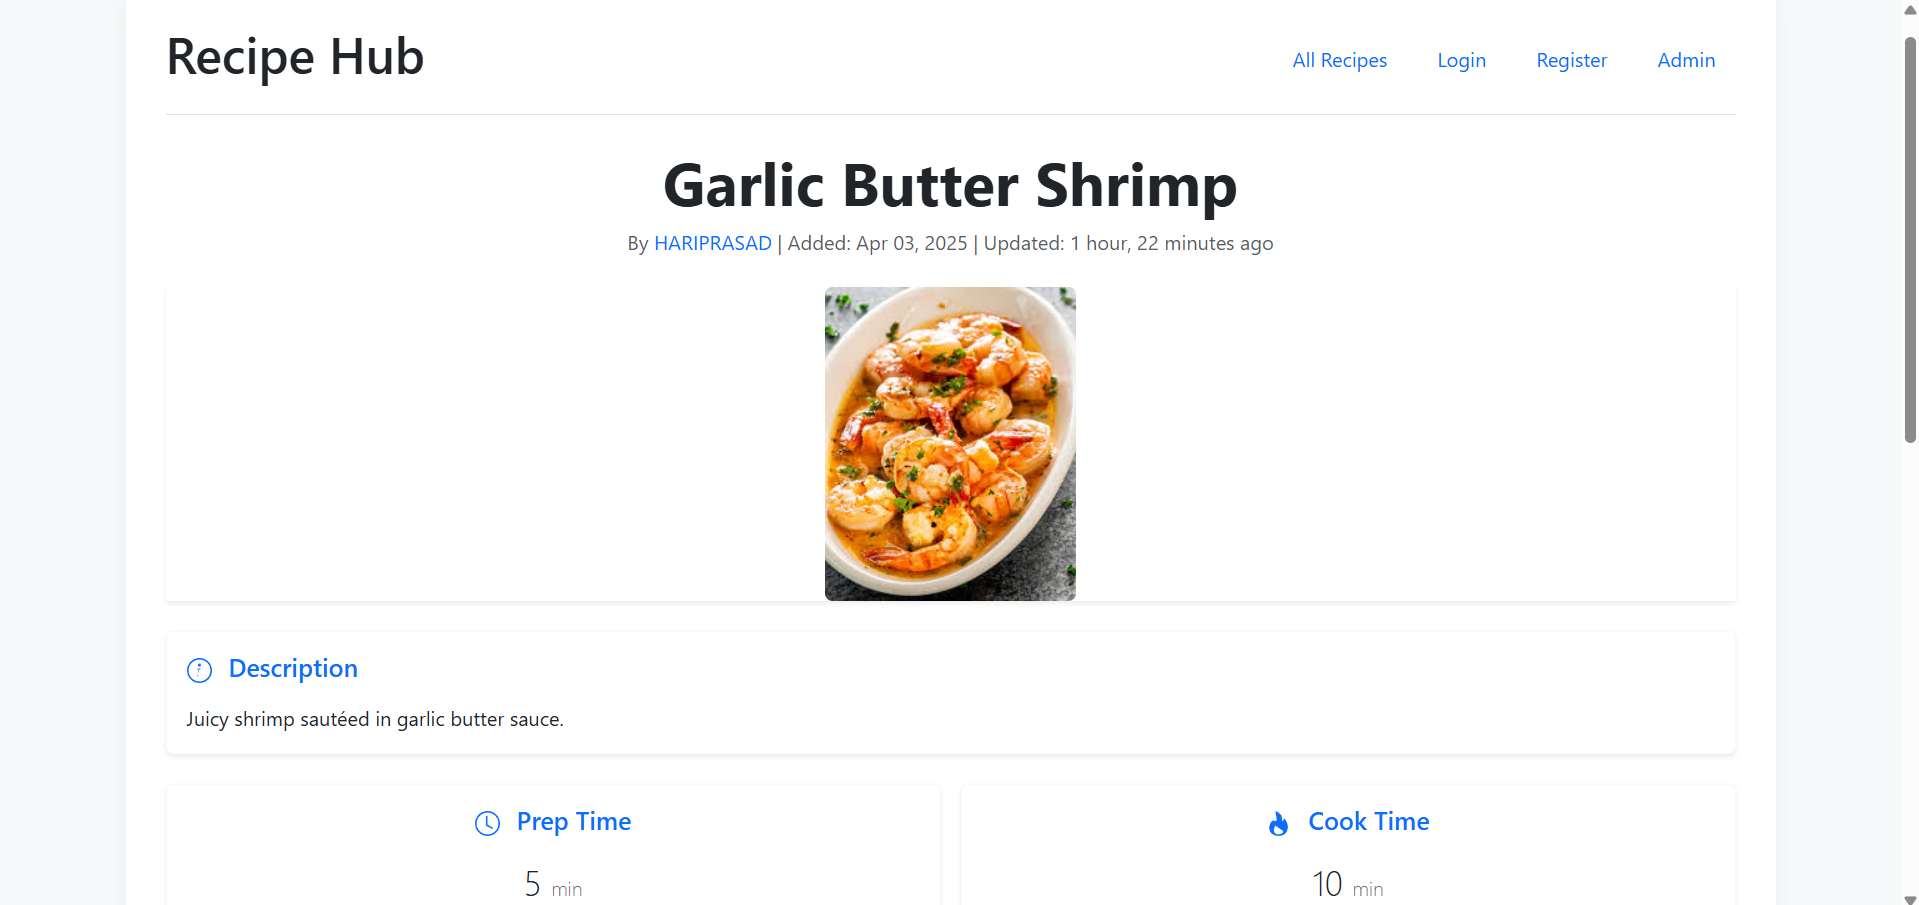 Recipe Hub
All Recipes Login Register Admin
Garlic Butter Shrimp
By HARIPRASAD | Added: Apr 03, 2025 | Updated: 1 hour, 22 minutes ago
Description
Juicy shrimp sautéed in garlic butter sauce.
Prep Time
5 min
Cook Time
10 min